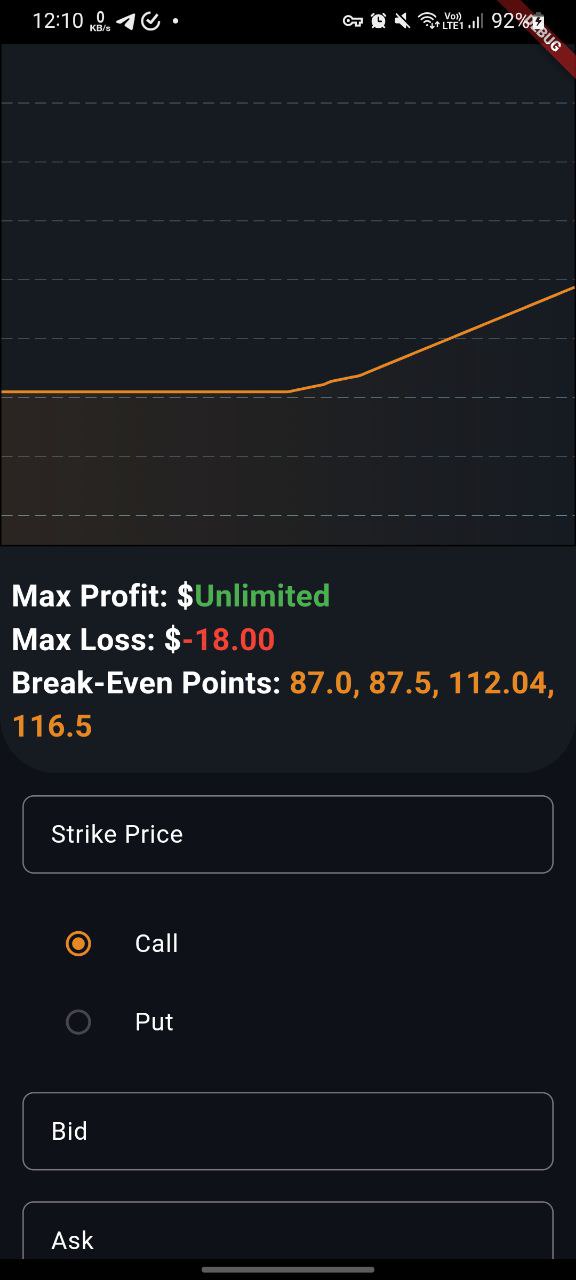 12:10 0 KB/s Vo) LTE1 92%
DEBUG
Max Profit: $Unlimited
Max Loss: $-18.00
Break-Even Points: 87.0, 87.5, 112.04,
116.5
Strike Price
Call
Put
Bid
Ask